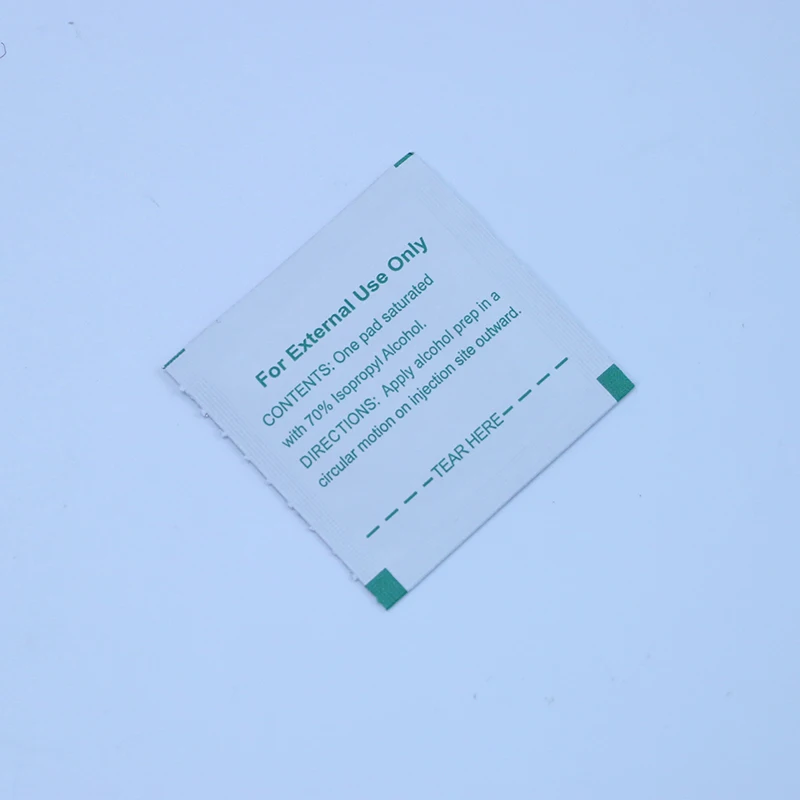 For External Use Only
CONTENTS: One pad saturated
with 70% Isopropyl Alcohol.
DIRECTIONS: Apply alcohol prep in a
circular motion on injection site outward.
TEAR HERE